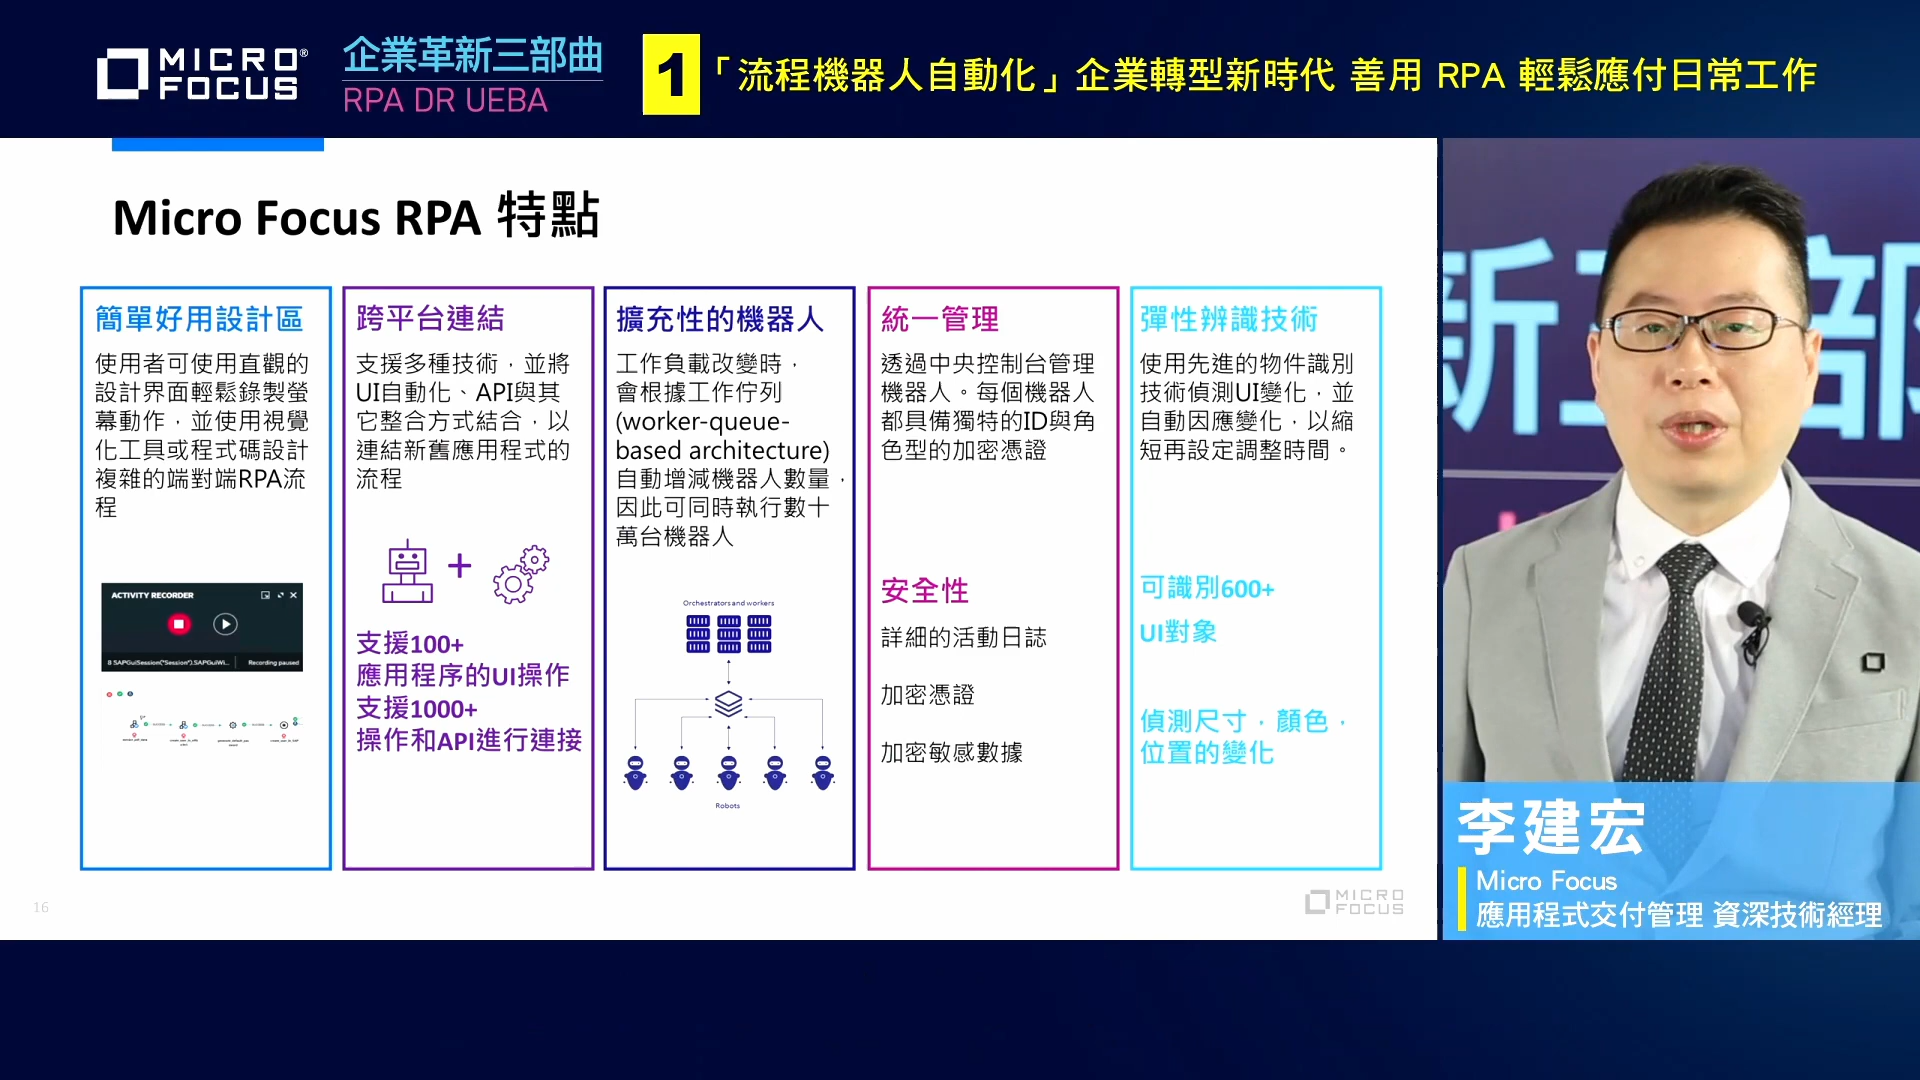 MICRO FOCUS®
企業革新三部曲
RPA DR UEBA
1
「流程機器人自動化」企業轉型新時代 善用 RPA 輕鬆應付日常工作
Micro Focus RPA 特點
簡單好用設計區
使用者可使用直觀的
設計界面輕鬆錄製螢
幕動作，並使用視覺
化工具或程式碼設計
複雜的端對端RPA流
程
ACTIVITY RECORDER
8 SAPGuiSession("Session").SAPGuiWi...
Recording paused
跨平台連結
支援多種技術，並將
UI自動化、API與其
它整合方式結合，以
連結新舊應用程式的
流程
+
支援100+
應用程序的UI操作
支援1000+
操作和API進行連接
擴充性的機器人
工作負載改變時，
會根據工作佇列
(worker-queue-
based architecture)
自動增減機器人數量，
因此可同時執行數十
萬台機器人
Orchestrators and workers
Robots
統一管理
透過中央控制台管理
機器人。每個機器人
都具備獨特的ID與角
色型的加密憑證
安全性
詳細的活動日誌
加密憑證
加密敏感數據
彈性辨識技術
使用先進的物件識別
技術偵測UI變化，並
自動因應變化，以縮
短再設定調整時間。
可識別600+
UI對象
偵測尺寸，顏色，
位置的變化
16
MICRO FOCUS
新三部
李建宏
Micro Focus
應用程式交付管理 資深技術經理